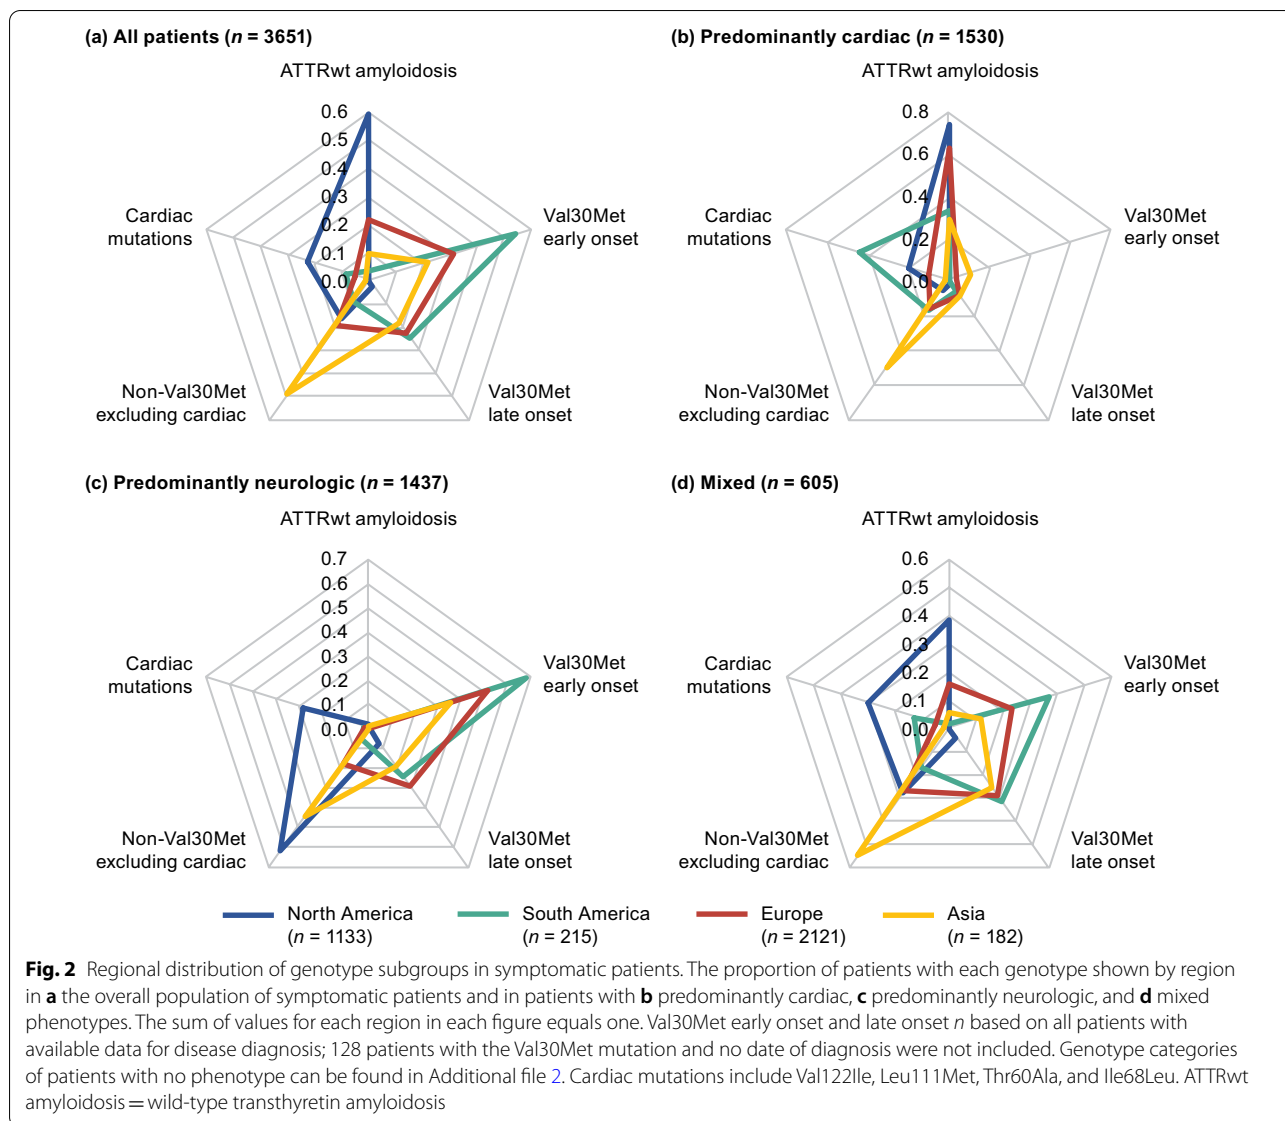 (a) All patients (n = 3651)
ATTRwt amyloidosis
0.6
0.5
0.4
0.3
0.2
0.1
0.0
Cardiac
mutations
Val30Met
early onset
Non-Val30Met
excluding cardiac
Val30Met
late onset
(b) Predominantly cardiac (n = 1530)
ATTRwt amyloidosis
0.8
0.6
0.4
0.2
0.0
Cardiac
mutations
Val30Met
early onset
Non-Val30Met
excluding cardiac
Val30Met
late onset
(c) Predominantly neurologic (n = 1437)
ATTRwt amyloidosis
0.7
0.6
0.5
0.4
0.3
0.2
0.1
0.0
Cardiac
mutations
Val30Met
early onset
Non-Val30Met
excluding cardiac
Val30Met
late onset
(d) Mixed (n = 605)
ATTRwt amyloidosis
0.6
0.5
0.4
0.3
0.2
0.1
0.0
Cardiac
mutations
Val30Met
early onset
Non-Val30Met
excluding cardiac
Val30Met
late onset
North America
(n = 1133)
South America
(n = 215)
Europe
(n = 2121)
Asia
(n = 182)
Fig. 2 Regional distribution of genotype subgroups in symptomatic patients. The proportion of patients with each genotype shown by region
in a the overall population of symptomatic patients and in patients with b predominantly cardiac, c predominantly neurologic, and d mixed
phenotypes. The sum of values for each region in each figure equals one. Val30Met early onset and late onset n based on all patients with
available data for disease diagnosis; 128 patients with the Val30Met mutation and no date of diagnosis were not included. Genotype categories
of patients with no phenotype can be found in Additional file 2. Cardiac mutations include Val122Ile, Leu111Met, Thr60Ala, and Ile68Leu. ATTRwt
amyloidosis = wild-type transthyretin amyloidosis